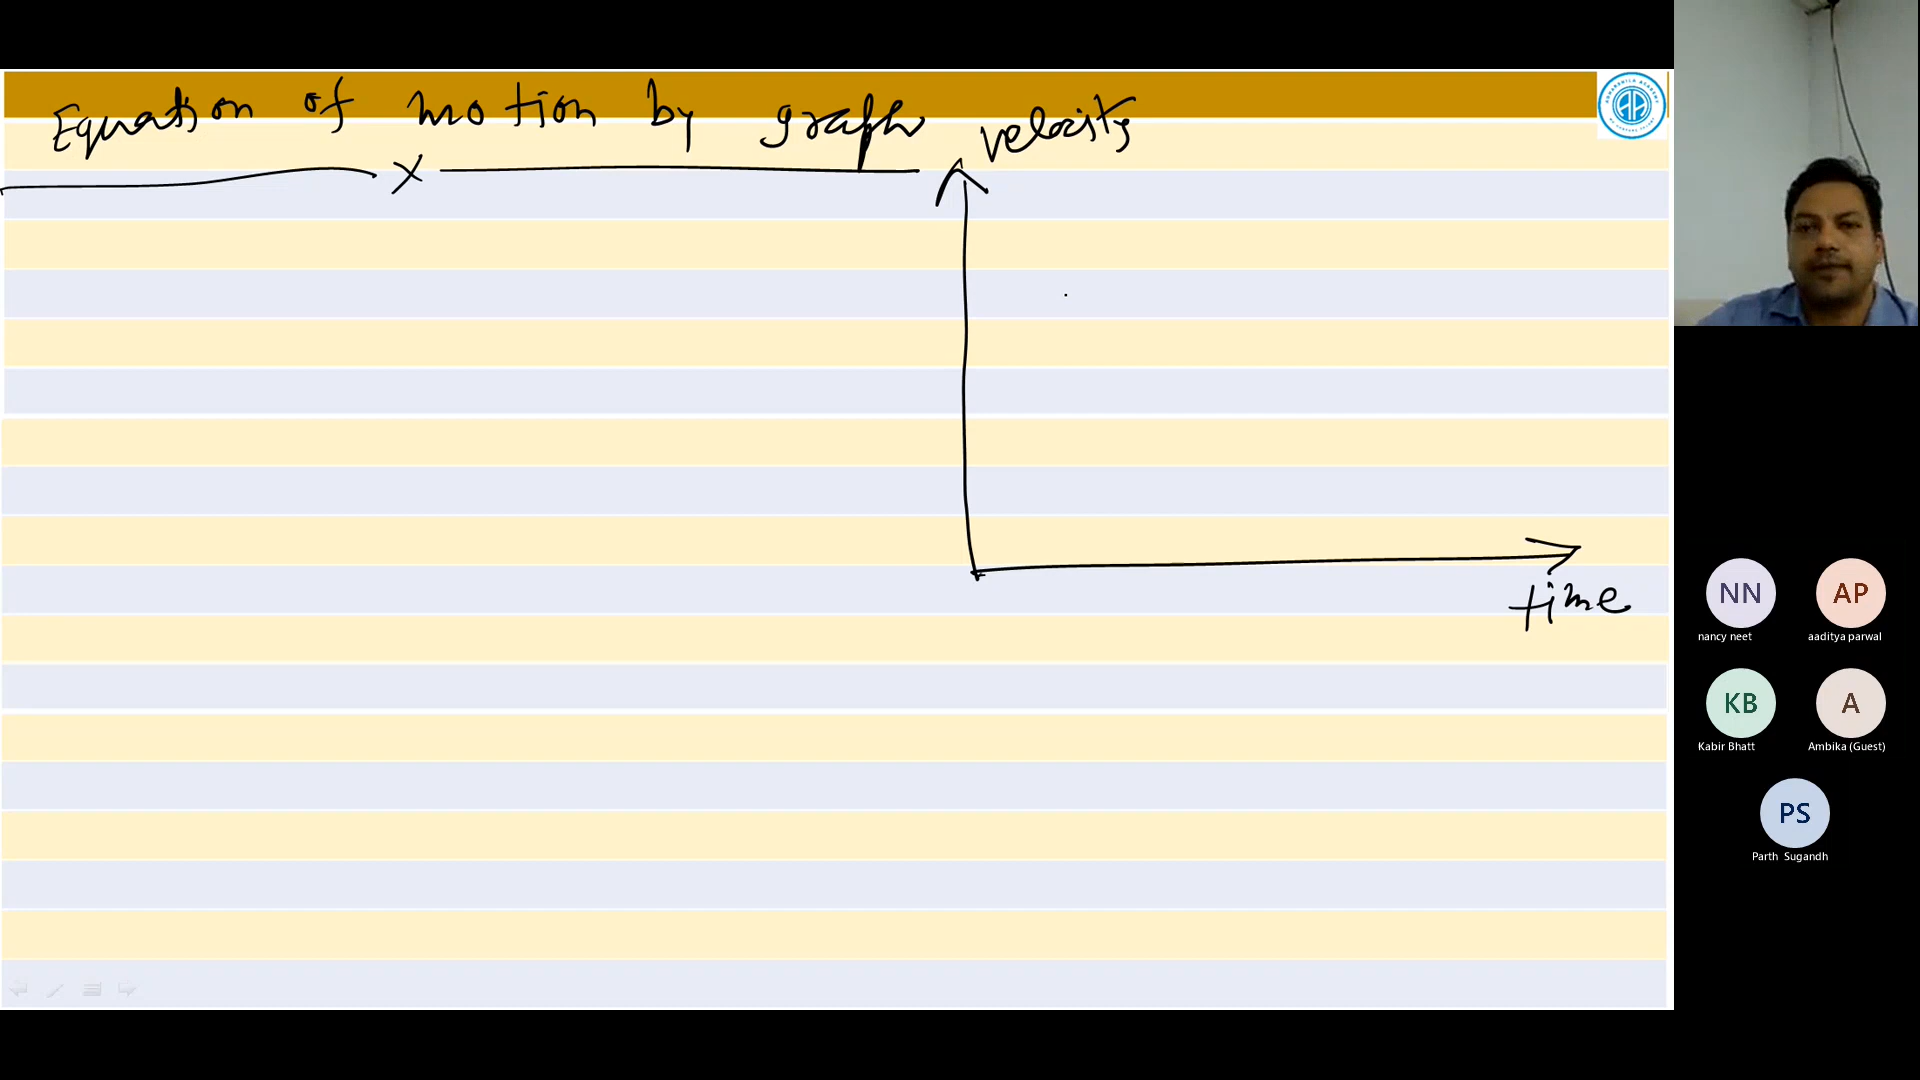 Equation of motion by graph
velocity
time
NN
AP
nancy neet
aaditya parwal
KB
A
Kabir Bhatt
Ambika (Guest)
PS
Parth Sugandh